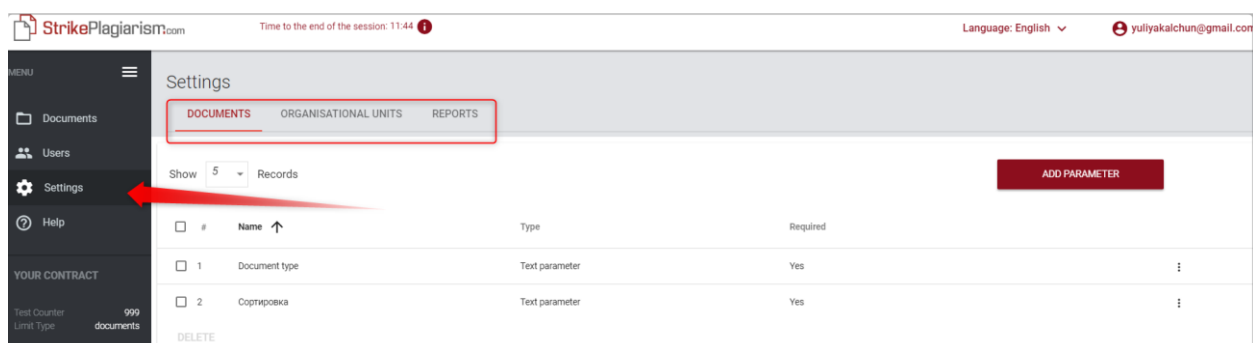 StrikePlagiarism.com
Time to the end of the session: 11:44
Language: English
yuliyakalchun@gmail.com
MENU
Documents
Users
Settings
Help
YOUR CONTRACT
Test Counter 999
Limit Type documents
Settings
DOCUMENTS ORGANISATIONAL UNITS REPORTS
Show 5 Records
ADD PARAMETER
# Name Type Required
1 Document type Text parameter Yes
2 Сортировка Text parameter Yes
DELETE